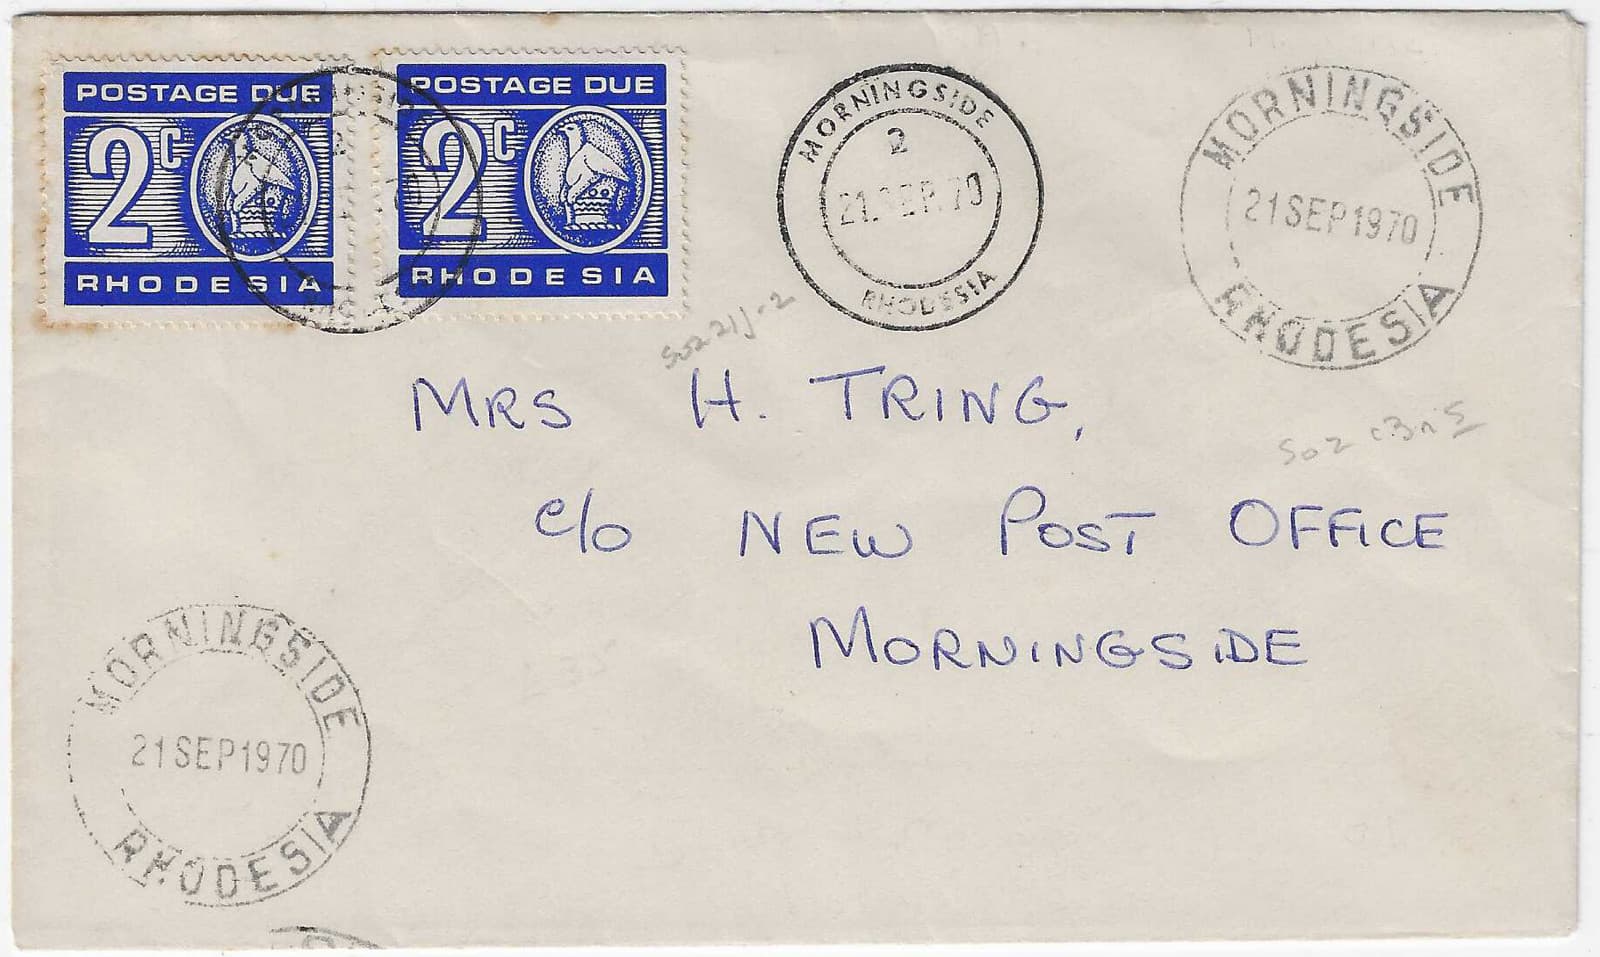 POSTAGE DUE
2c
RHODESIA
POSTAGE DUE
2c
RHODESIA
MORNINGSIDE
2
21.SEP.70
RHODESIA
MORNINGSIDE
21 SEP 1970
RHODESIA
MRS H. TRING,
c/o NEW POST OFFICE
MORNINGSIDE
MORNINGSIDE
21 SEP 1970
RHODESIA